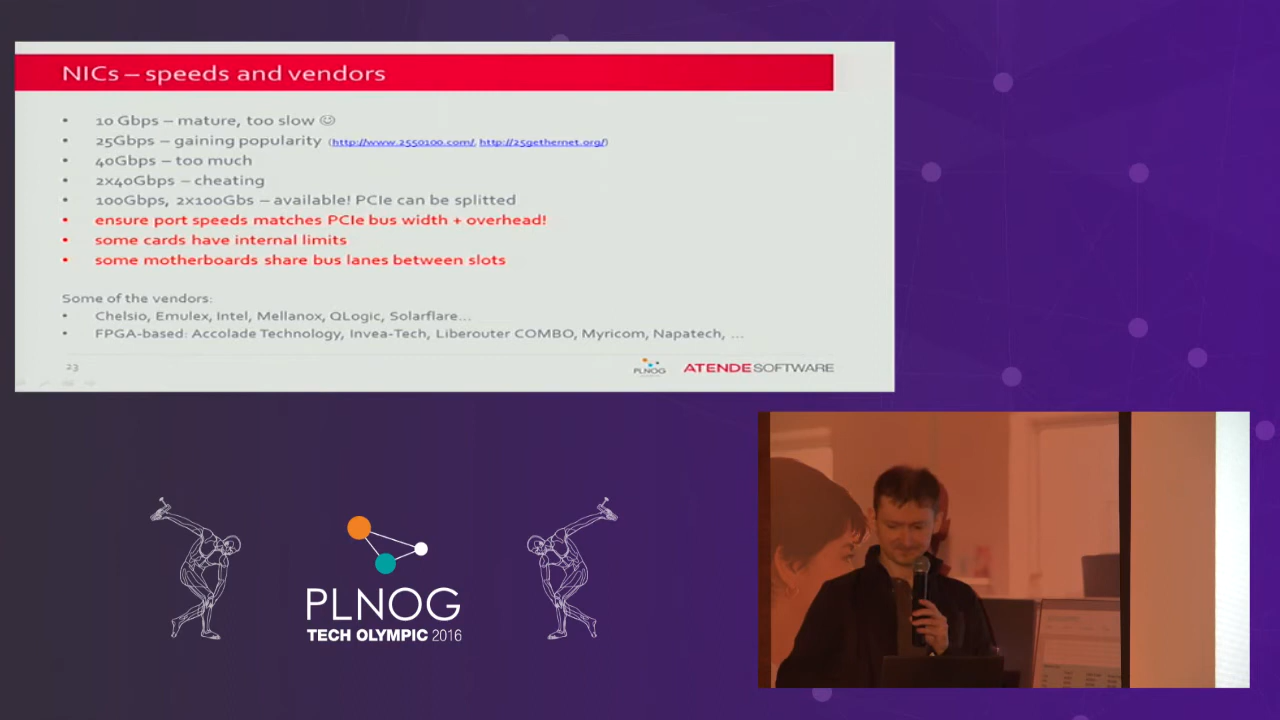 NICs – speeds and vendors
• 10 Gbps – mature, too slow ☺
• 25Gbps – gaining popularity (http://www.2550100.com/, http://25gethernet.org/)
• 40Gbps – too much
• 2x40Gbps – cheating
• 100Gbps, 2x100Gbs – available! PCIe can be splitted
• ensure port speeds matches PCIe bus width + overhead!
• some cards have internal limits
• some motherboards share bus lanes between slots
Some of the vendors:
• Chelsio, Emulex, Intel, Mellanox, QLogic, Solarflare...
• FPGA-based: Accolade Technology, Invea-Tech, Liberouter COMBO, Myricom, Napatech, ...
23
PLNOG
ATENDE SOFTWARE
PLNOG
TECH OLYMPIC 2016